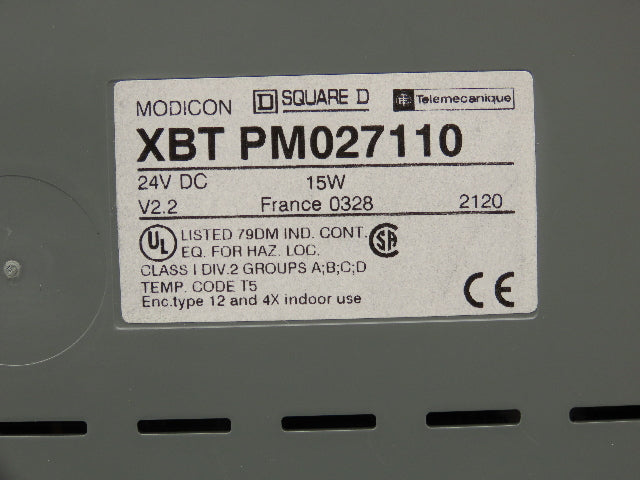 MODICON D SQUARE D Telemecanique
XBT PM027110
24V DC 15W
V2.2 France 0328 2120
UL LISTED 79DM IND. CONT.
EQ. FOR HAZ. LOC. SA
CLASS I DIV.2 GROUPS A;B;C;D
TEMP. CODE T5
Enc.type 12 and 4X indoor use CE